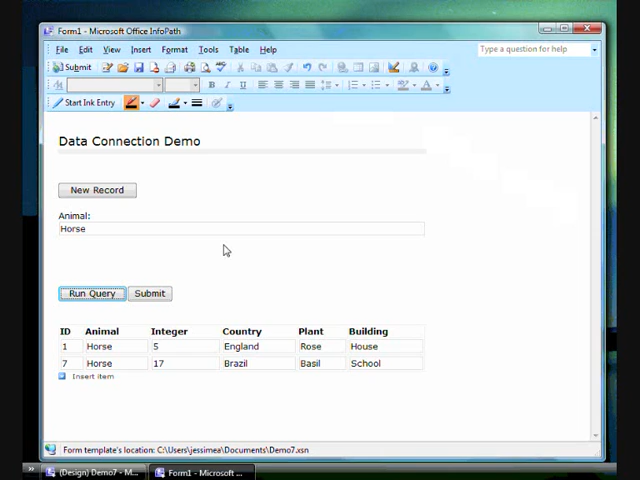 Form1 - Microsoft Office InfoPath
File Edit View Insert Format Tools Table Help
Type a question for help
Submit
B I U
Start Ink Entry
Data Connection Demo
New Record
Animal:
Horse
Run Query Submit
ID Animal Integer Country Plant Building
1 Horse 5 England Rose House
7 Horse 17 Brazil Basil School
Insert item
Form template's location: C:\Users\jessimea\Documents\Demo7.xsn
(Design) Demo7 - M... Form1 - Microsoft ...